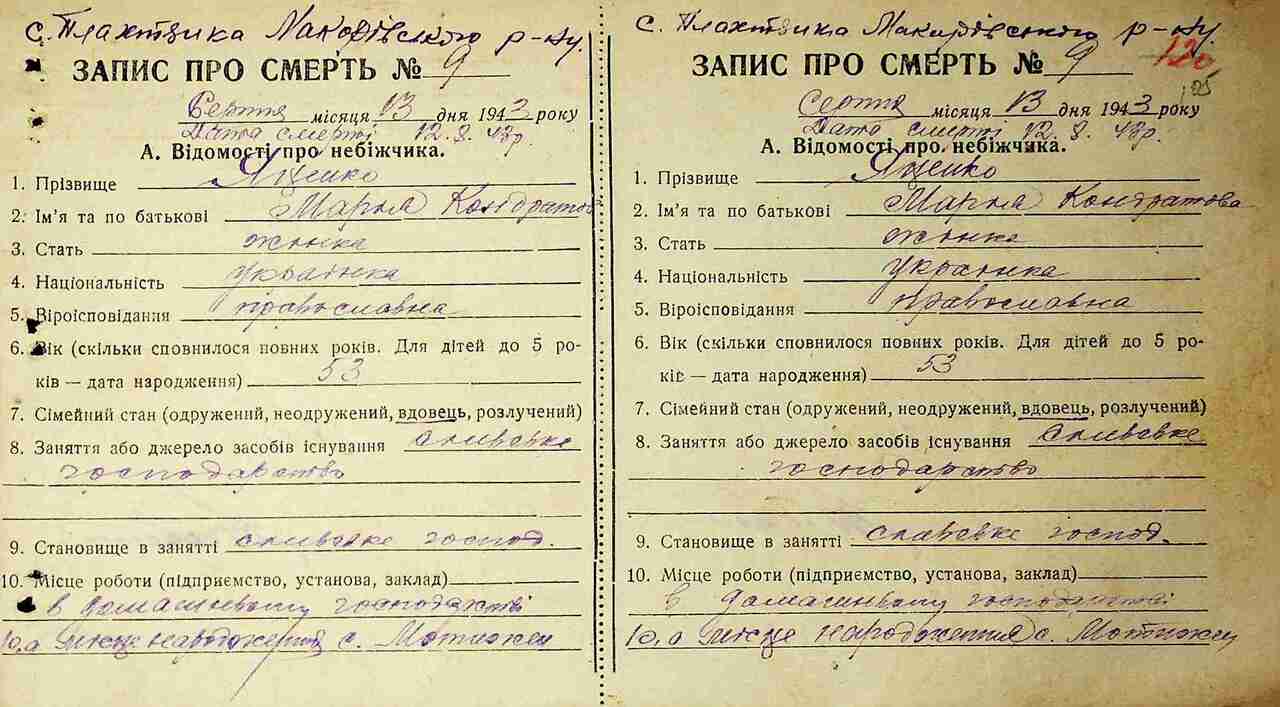 с. Плахтянка Макарівського р-ну.
ЗАПИС ПРО СМЕРТЬ № 9
Серпня місяця 13 дня 1943 року
Дата смерті 12.8.43р.
А. Відомості про небіжчика.
1. Прізвище Яценко
2. Ім'я та по батькові Марія Кондратов
3. Стать жінка
4. Національність українка
5. Віроісповідання православна
6. Вік (скільки сповнилося повних років. Для дітей до 5 ро-
ків — дата народження) 53
7. Сімейний стан (одружений, неодружений, вдовець, розлучений)
8. Заняття або джерело засобів існування
господарство
9. Становище в занятті господ.
10. Місце роботи (підприємство, установа, заклад)
в домашньому господарстві
10,а місце народження с. Мотижин
с. Плахтянка Макарівського р-ну.
120
ЗАПИС ПРО СМЕРТЬ № 9
125
Серпня місяця 13 дня 1943 року
Дата смерті 12.8.43р.
А. Відомості про небіжчика.
1. Прізвище Яценко
2. Ім'я та по батькові Марія Кондратова
3. Стать жінка
4. Національність українка
5. Віроісповідання православна
6. Вік (скільки сповнилося повних років. Для дітей до 5 ро-
ків — дата народження) 53
7. Сімейний стан (одружений, неодружений, вдовець, розлучений)
8. Заняття або джерело засобів існування
господарство
9. Становище в занятті господ.
10. Місце роботи (підприємство, установа, заклад)
в домашньому господарстві
10,а місце народження с. Мотижин